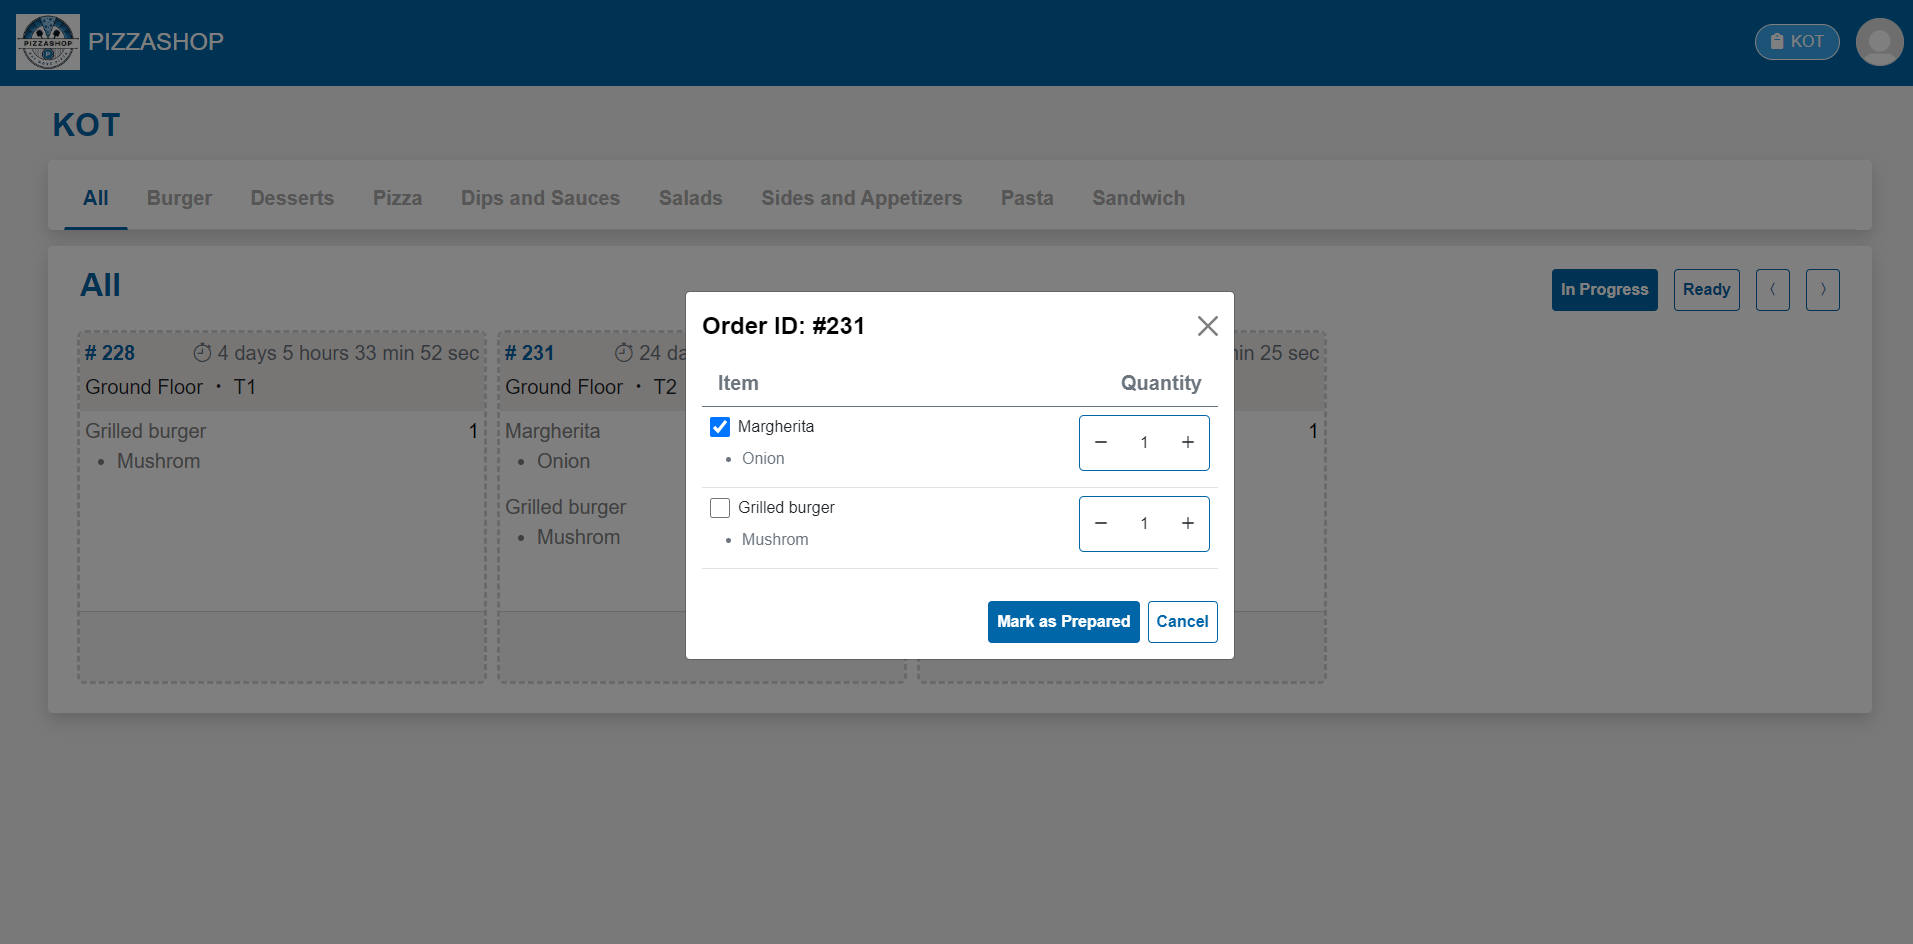 PIZZASHOP
PIZZASHOP
KOT
KOT
All Burger Desserts Pizza Dips and Sauces Salads Sides and Appetizers Pasta Sandwich
All
In Progress Ready 〈 〉
# 228 4 days 5 hours 33 min 52 sec
Ground Floor • T1
Grilled burger 1
• Mushrom
# 231 24 da
Ground Floor • T2
Margherita
• Onion
Grilled burger
• Mushrom
in 25 sec
1
Order ID: #231
Item Quantity
Margherita − 1 +
• Onion
Grilled burger − 1 +
• Mushrom
Mark as Prepared Cancel